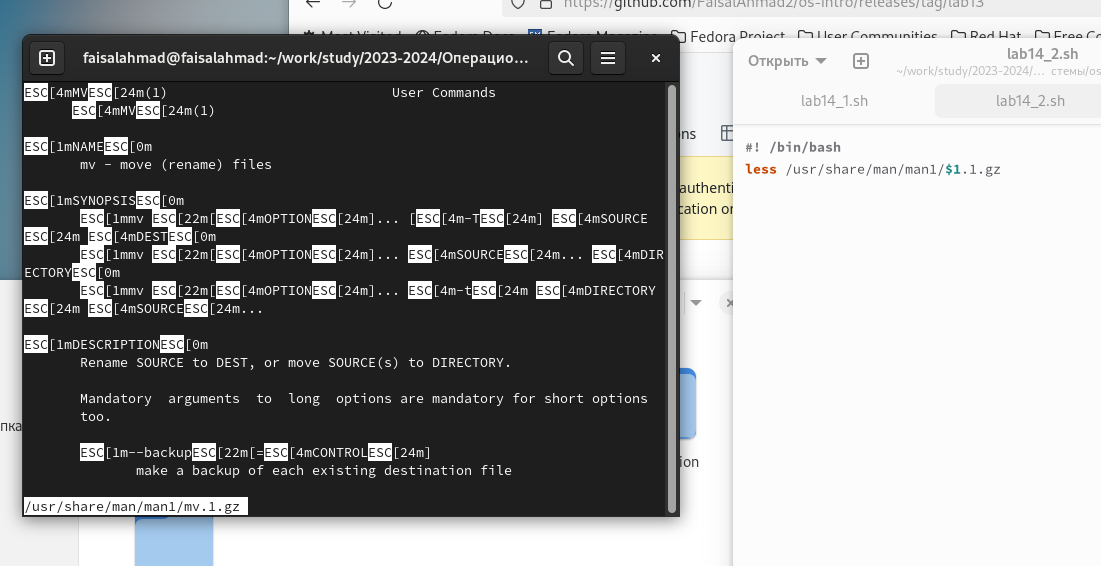 https://github.com/FaisalAhmad2/os-intro/releases/tag/lab13
Fedora Project
User Communities
Red Hat
faisalahmad@faisalahmad:~/work/study/2023-2024/Операцио...
ESC[4mMVESC[24m(1) User Commands
ESC[4mMVESC[24m(1)
ESC[1mNAMEESC[0m
mv - move (rename) files
ESC[1mSYNOPSISESC[0m
ESC[1mmv ESC[22m[ESC[4mOPTIONESC[24m]... [ESC[4m-TESC[24m] ESC[4mSOURCE
ESC[24m ESC[4mDESTESC[0m
ESC[1mmv ESC[22m[ESC[4mOPTIONESC[24m]... ESC[4mSOURCEESC[24m... ESC[4mDIR
ECTORYESC[0m
ESC[1mmv ESC[22m[ESC[4mOPTIONESC[24m]... ESC[4m-tESC[24m ESC[4mDIRECTORY
ESC[24m ESC[4mSOURCEESC[24m...
ESC[1mDESCRIPTIONESC[0m
Rename SOURCE to DEST, or move SOURCE(s) to DIRECTORY.
Mandatory arguments to long options are mandatory for short options
too.
ESC[1m--backupESC[22m[=ESC[4mCONTROLESC[24m]
make a backup of each existing destination file
/usr/share/man/man1/mv.1.gz
Открыть
lab14_2.sh
~/work/study/2023-2024/... стемы/os
lab14_1.sh
lab14_2.sh
#! /bin/bash
less /usr/share/man/man1/$1.1.gz
ns
authenti
cation or
ion
пка